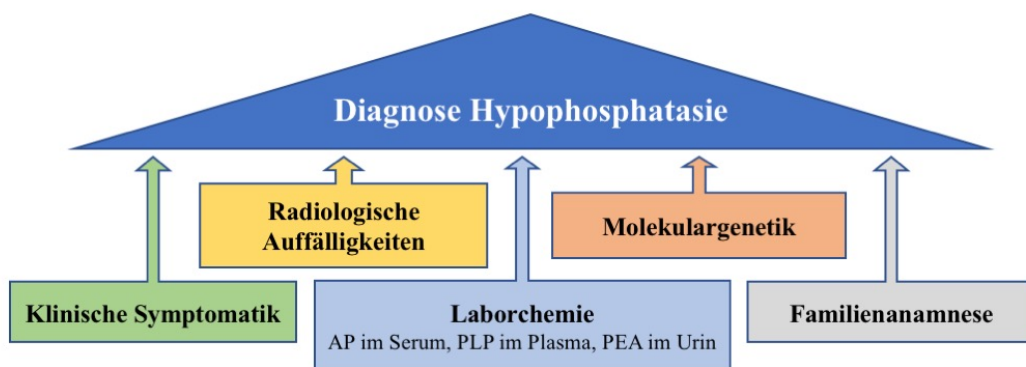 Diagnose Hypophosphatasie
Radiologische
Auffälligkeiten
Molekulargenetik
Klinische Symptomatik
Laborchemie
AP im Serum, PLP im Plasma, PEA im Urin
Familienanamnese